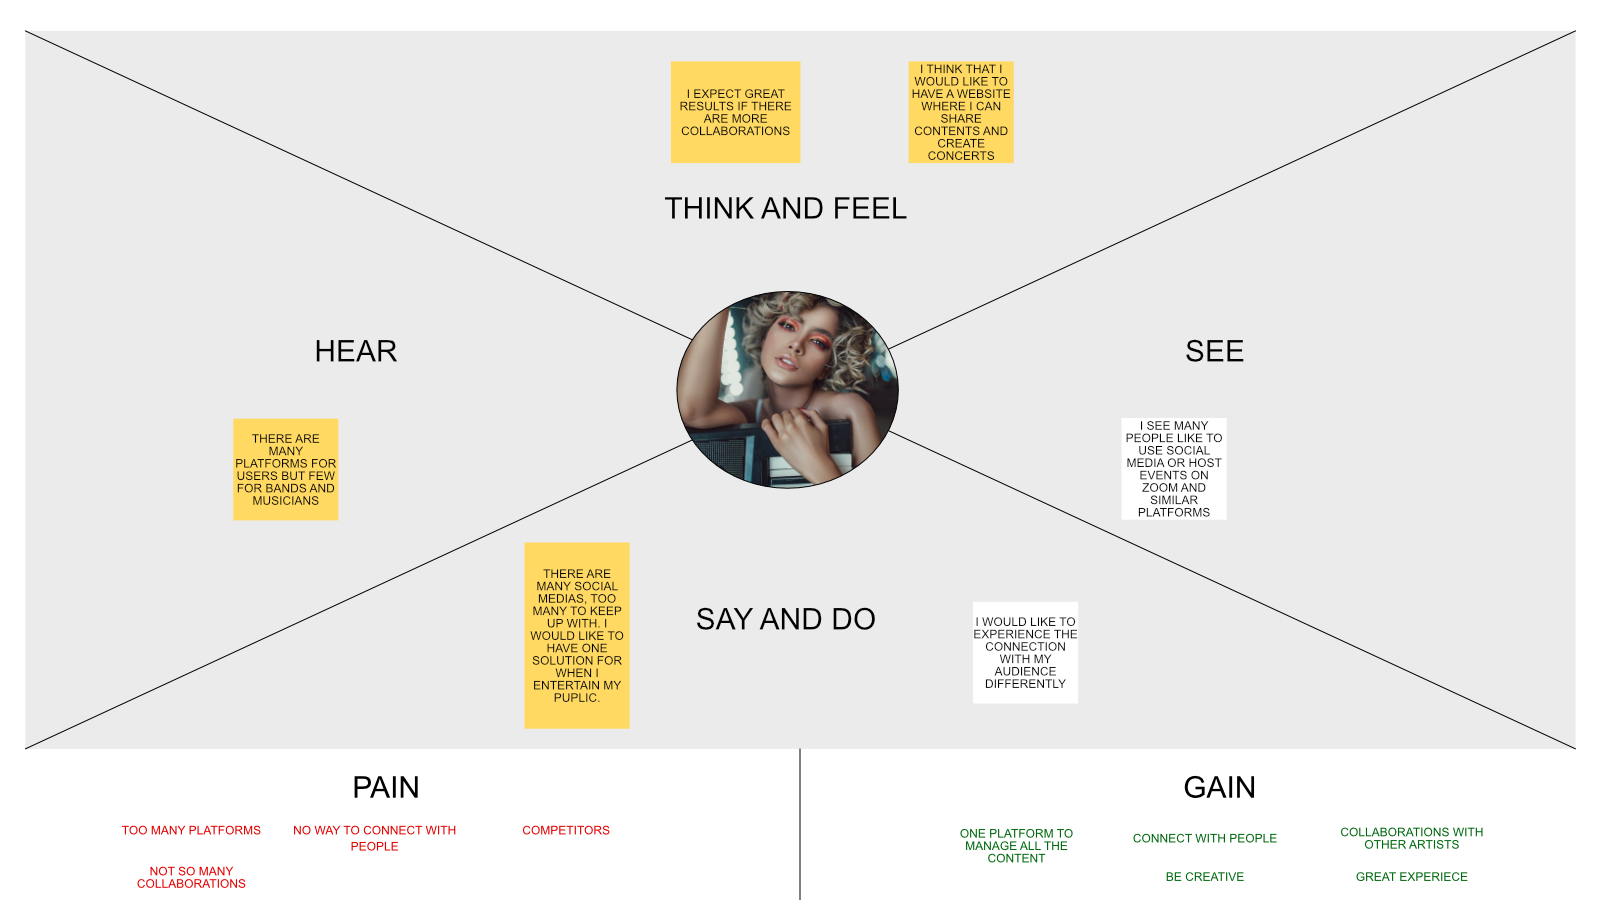 I EXPECT GREAT
RESULTS IF THERE
ARE MORE
COLLABORATIONS
I THINK THAT I
WOULD LIKE TO
HAVE A WEBSITE
WHERE I CAN
SHARE
CONTENTS AND
CREATE
CONCERTS
THINK AND FEEL
HEAR
THERE ARE
MANY
PLATFORMS FOR
USERS BUT FEW
FOR BANDS AND
MUSICIANS
SEE
I SEE MANY
PEOPLE LIKE TO
USE SOCIAL
MEDIA OR HOST
EVENTS ON
ZOOM AND
SIMILAR
PLATFORMS
THERE ARE
MANY SOCIAL
MEDIAS, TOO
MANY TO KEEP
UP WITH. I
WOULD LIKE TO
HAVE ONE
SOLUTION FOR
WHEN I
ENTERTAIN MY
PUPLIC.
SAY AND DO
I WOULD LIKE TO
EXPERIENCE THE
CONNECTION
WITH MY
AUDIENCE
DIFFERENTLY
PAIN
TOO MANY PLATFORMS
NO WAY TO CONNECT WITH
PEOPLE
COMPETITORS
NOT SO MANY
COLLABORATIONS
GAIN
ONE PLATFORM TO
MANAGE ALL THE
CONTENT
CONNECT WITH PEOPLE
COLLABORATIONS WITH
OTHER ARTISTS
BE CREATIVE
GREAT EXPERIECE